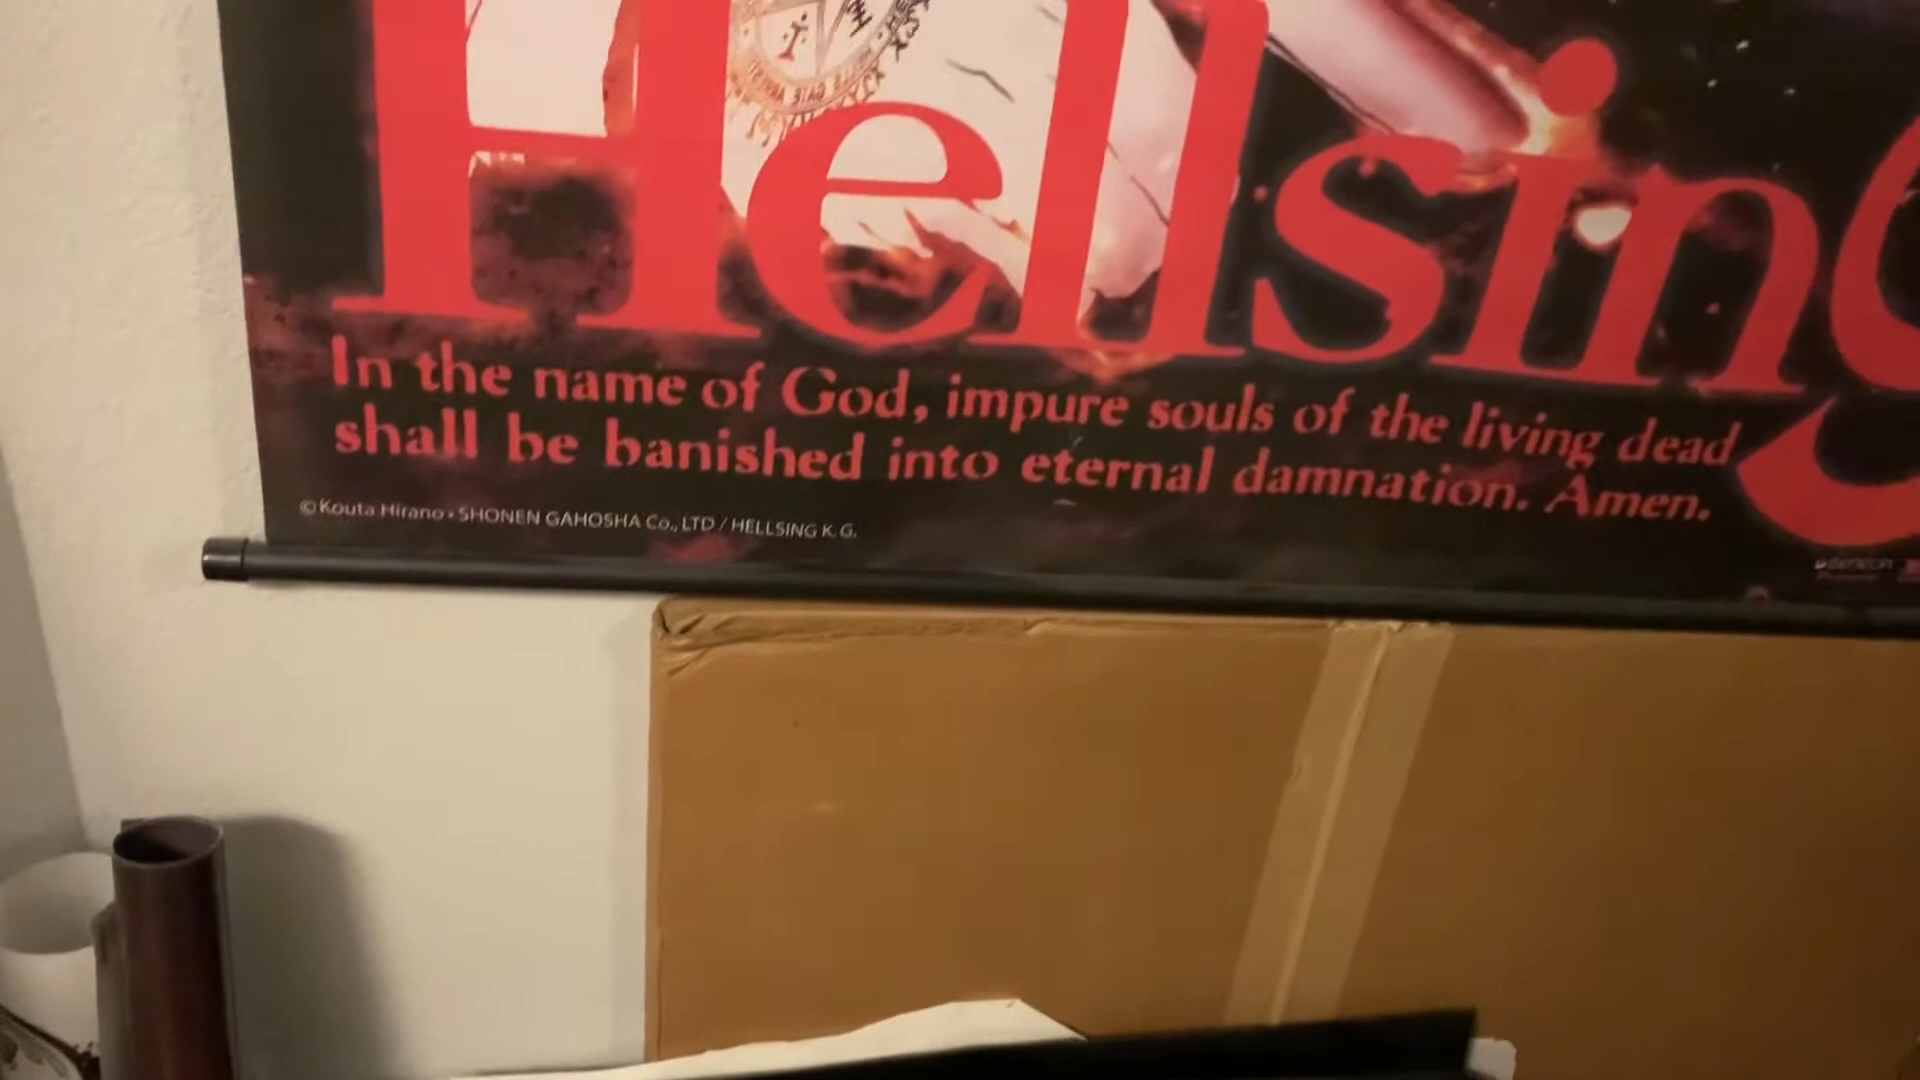 Hellsing
In the name of God, impure souls of the living dead
shall be banished into eternal damnation. Amen.
©Kouta Hirano • SHONEN GAHOSHA Co., LTD / HELLSING K. G.
geneon